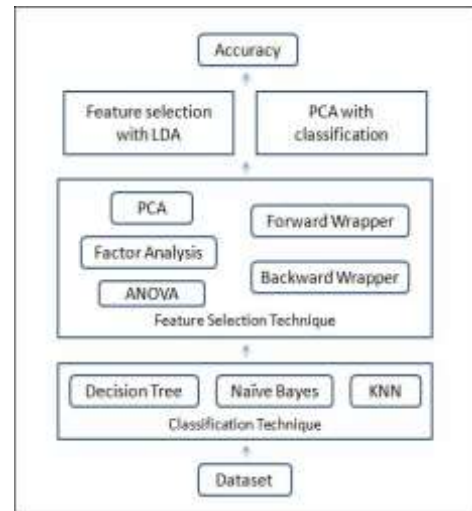 Accuracy
Feature selection
with LDA
PCA with
classification
PCA
Forward Wrapper
Factor Analysis
Backward Wrapper
ANOVA
Feature Selection Technique
Decision Tree
Naïve Bayes
KNN
Classification Technique
Dataset